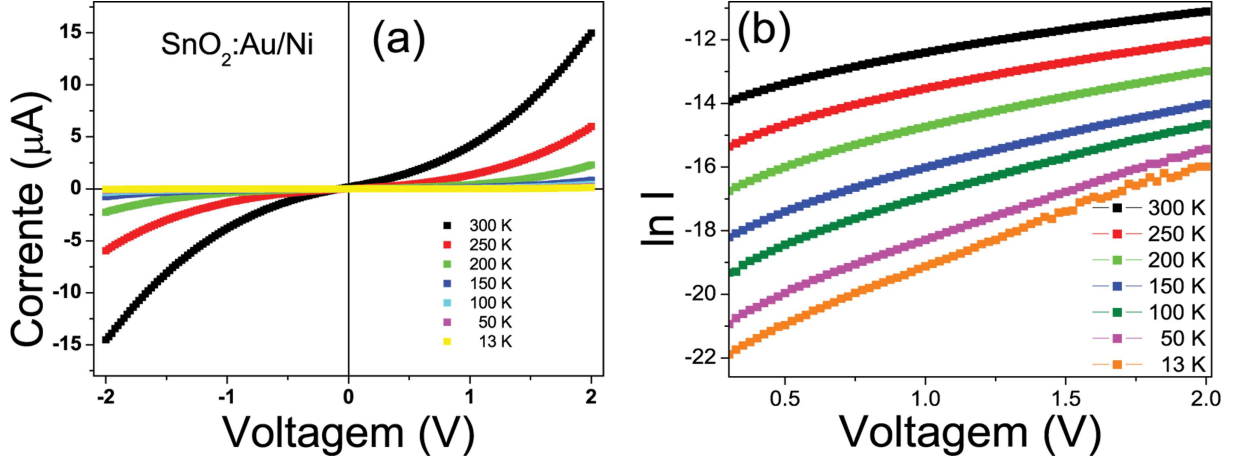 (a)
SnO₂:Au/Ni
Corrente (μA)
15
10
5
0
-5
-10
-15
300 K
250 K
200 K
150 K
100 K
50 K
13 K
-2
-1
0
1
2
Voltagem (V)
(b)
ln I
-12
-14
-16
-18
-20
-22
300 K
250 K
200 K
150 K
100 K
50 K
13 K
0.5
1.0
1.5
2.0
Voltagem (V)